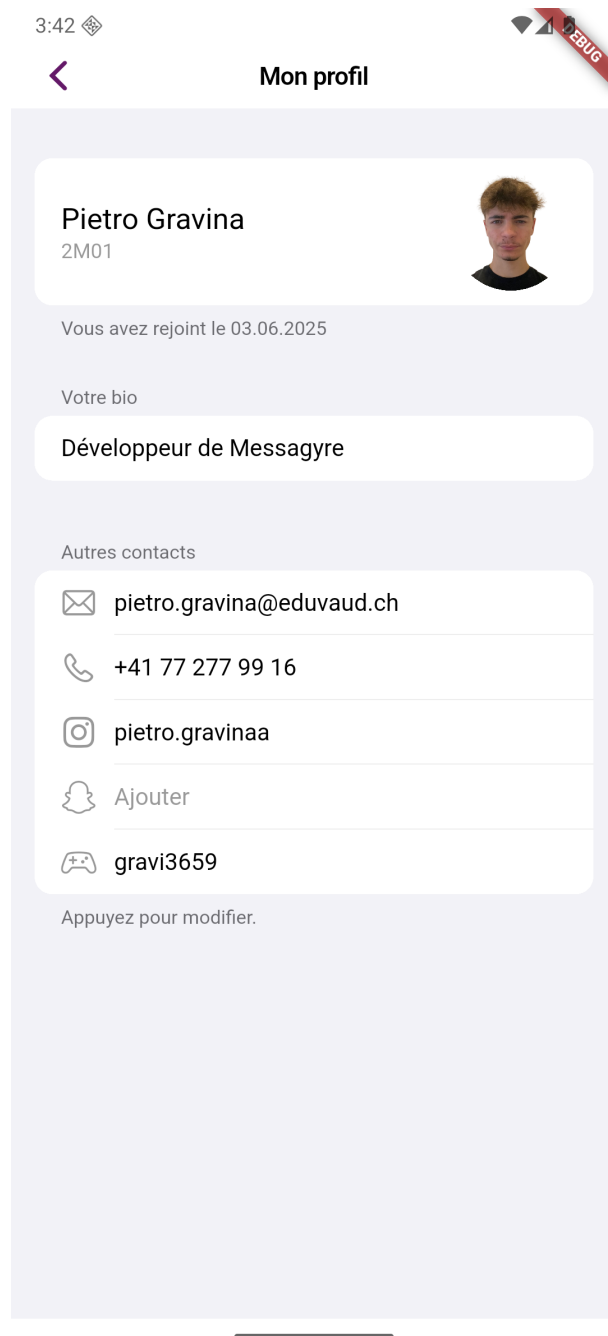 3:42
DEBUG
Mon profil
Pietro Gravina
2M01
Vous avez rejoint le 03.06.2025
Votre bio
Développeur de Messagyre
Autres contacts
pietro.gravina@eduvaud.ch
+41 77 277 99 16
pietro.gravinaa
Ajouter
gravi3659
Appuyez pour modifier.